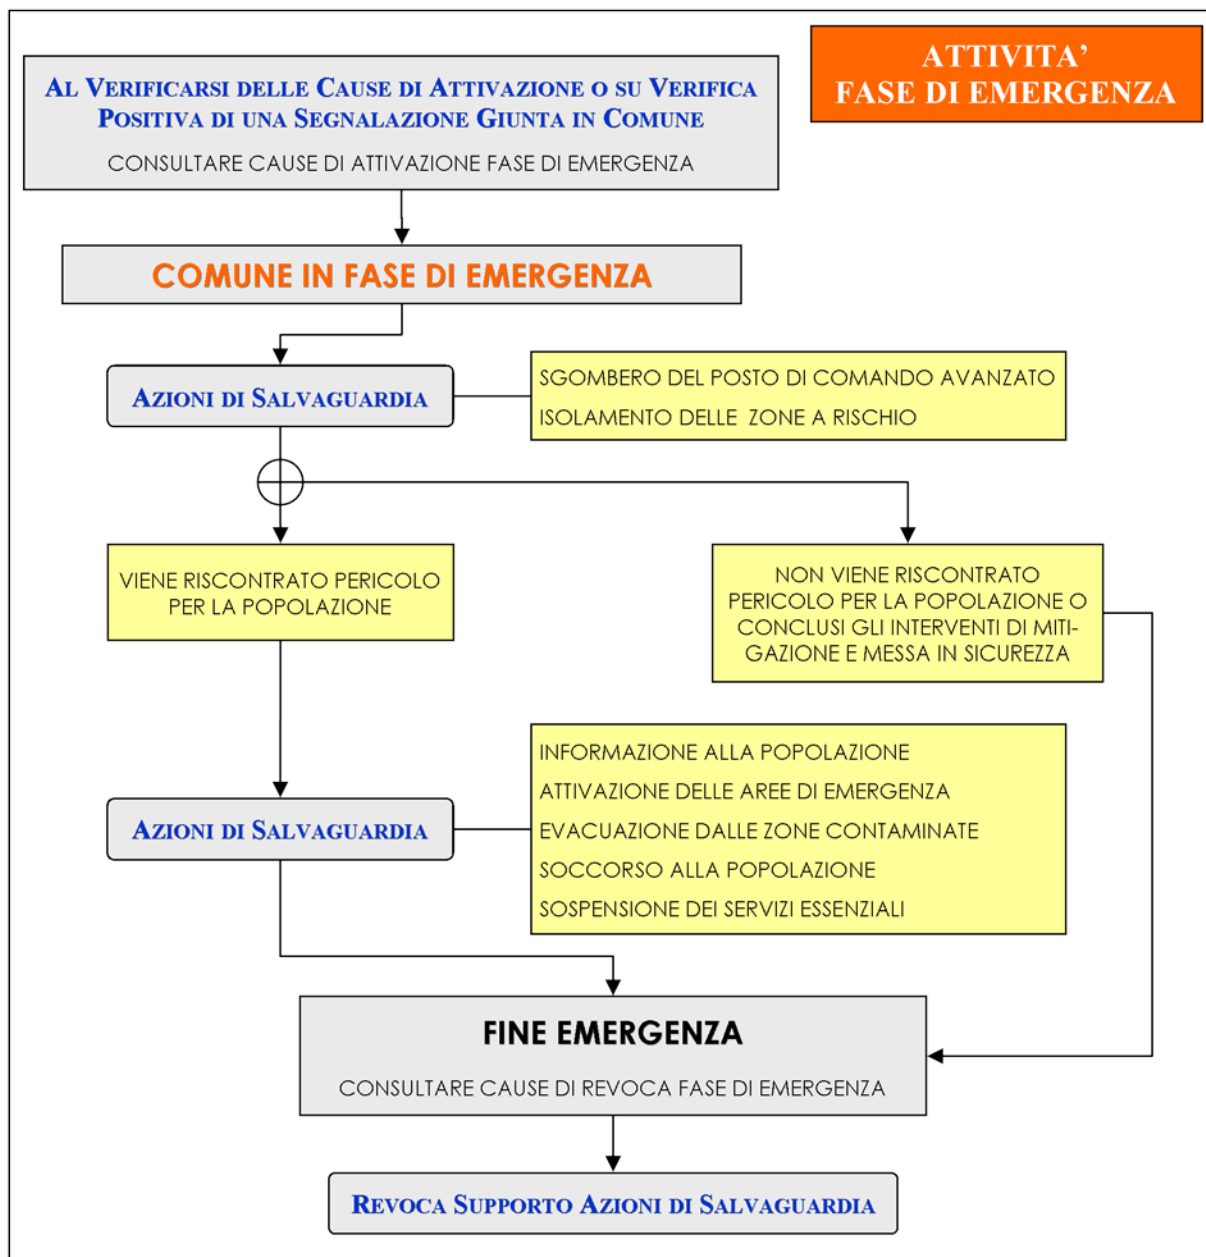 ATTIVITA’
FASE DI EMERGENZA
AL VERIFICARSI DELLE CAUSE DI ATTIVAZIONE O SU VERIFICA
POSITIVA DI UNA SEGNALAZIONE GIUNTA IN COMUNE
CONSULTARE CAUSE DI ATTIVAZIONE FASE DI EMERGENZA
COMUNE IN FASE DI EMERGENZA
AZIONI DI SALVAGUARDIA
SGOMBERO DEL POSTO DI COMANDO AVANZATO
ISOLAMENTO DELLE ZONE A RISCHIO
VIENE RISCONTRATO PERICOLO
PER LA POPOLAZIONE
NON VIENE RISCONTRATO
PERICOLO PER LA POPOLAZIONE O
CONCLUSI GLI INTERVENTI DI MITI-
GAZIONE E MESSA IN SICUREZZA
AZIONI DI SALVAGUARDIA
INFORMAZIONE ALLA POPOLAZIONE
ATTIVAZIONE DELLE AREE DI EMERGENZA
EVACUAZIONE DALLE ZONE CONTAMINATE
SOCCORSO ALLA POPOLAZIONE
SOSPENSIONE DEI SERVIZI ESSENZIALI
FINE EMERGENZA
CONSULTARE CAUSE DI REVOCA FASE DI EMERGENZA
REVOCA SUPPORTO AZIONI DI SALVAGUARDIA